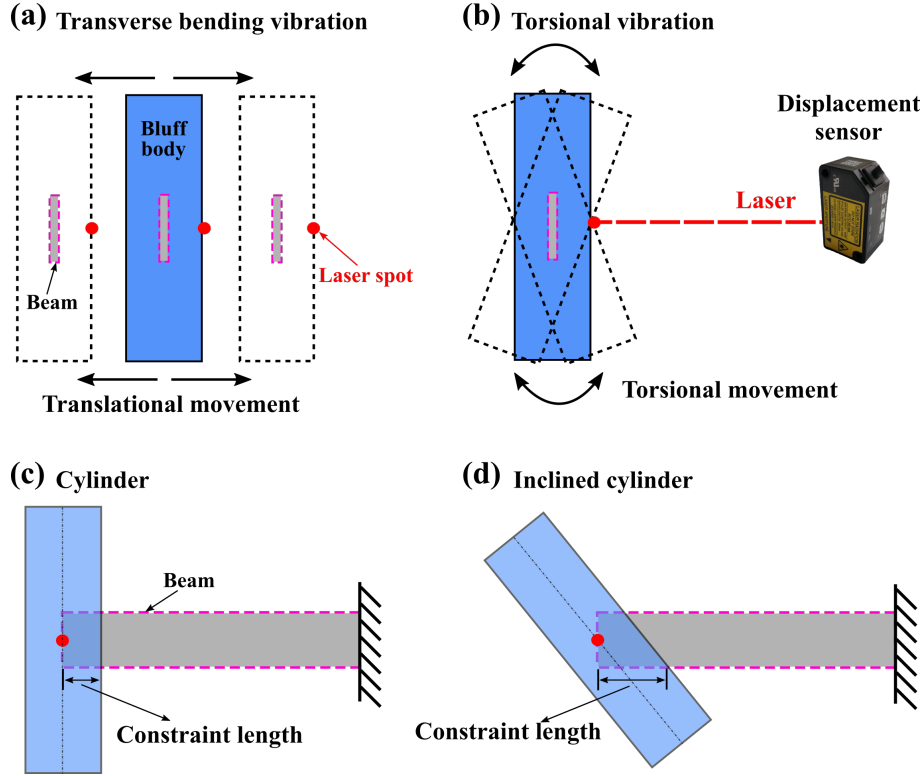 (a) Transverse bending vibration
Bluff
body
Beam
Laser spot
Translational movement
(b) Torsional vibration
Displacement
sensor
Laser
Torsional movement
(c) Cylinder
Beam
Constraint length
(d) Inclined cylinder
Constraint length